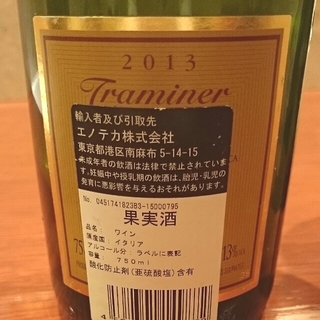 2013
Traminer
輸入者及び引取先
エノテカ株式会社
東京都港区南麻布5-14-15
未成年者の飲酒は法律で禁止されています。
妊娠中や授乳期の飲酒は、胎児・乳児の
発育に悪影響を与えるおそれがあります。
No. 045174162383-15000795
果実酒
品名: ワイン
原産国: イタリア
アルコール分: ラベルに表記
容量: 750ml
酸化防止剤(亜硫酸塩)含有
75
13%